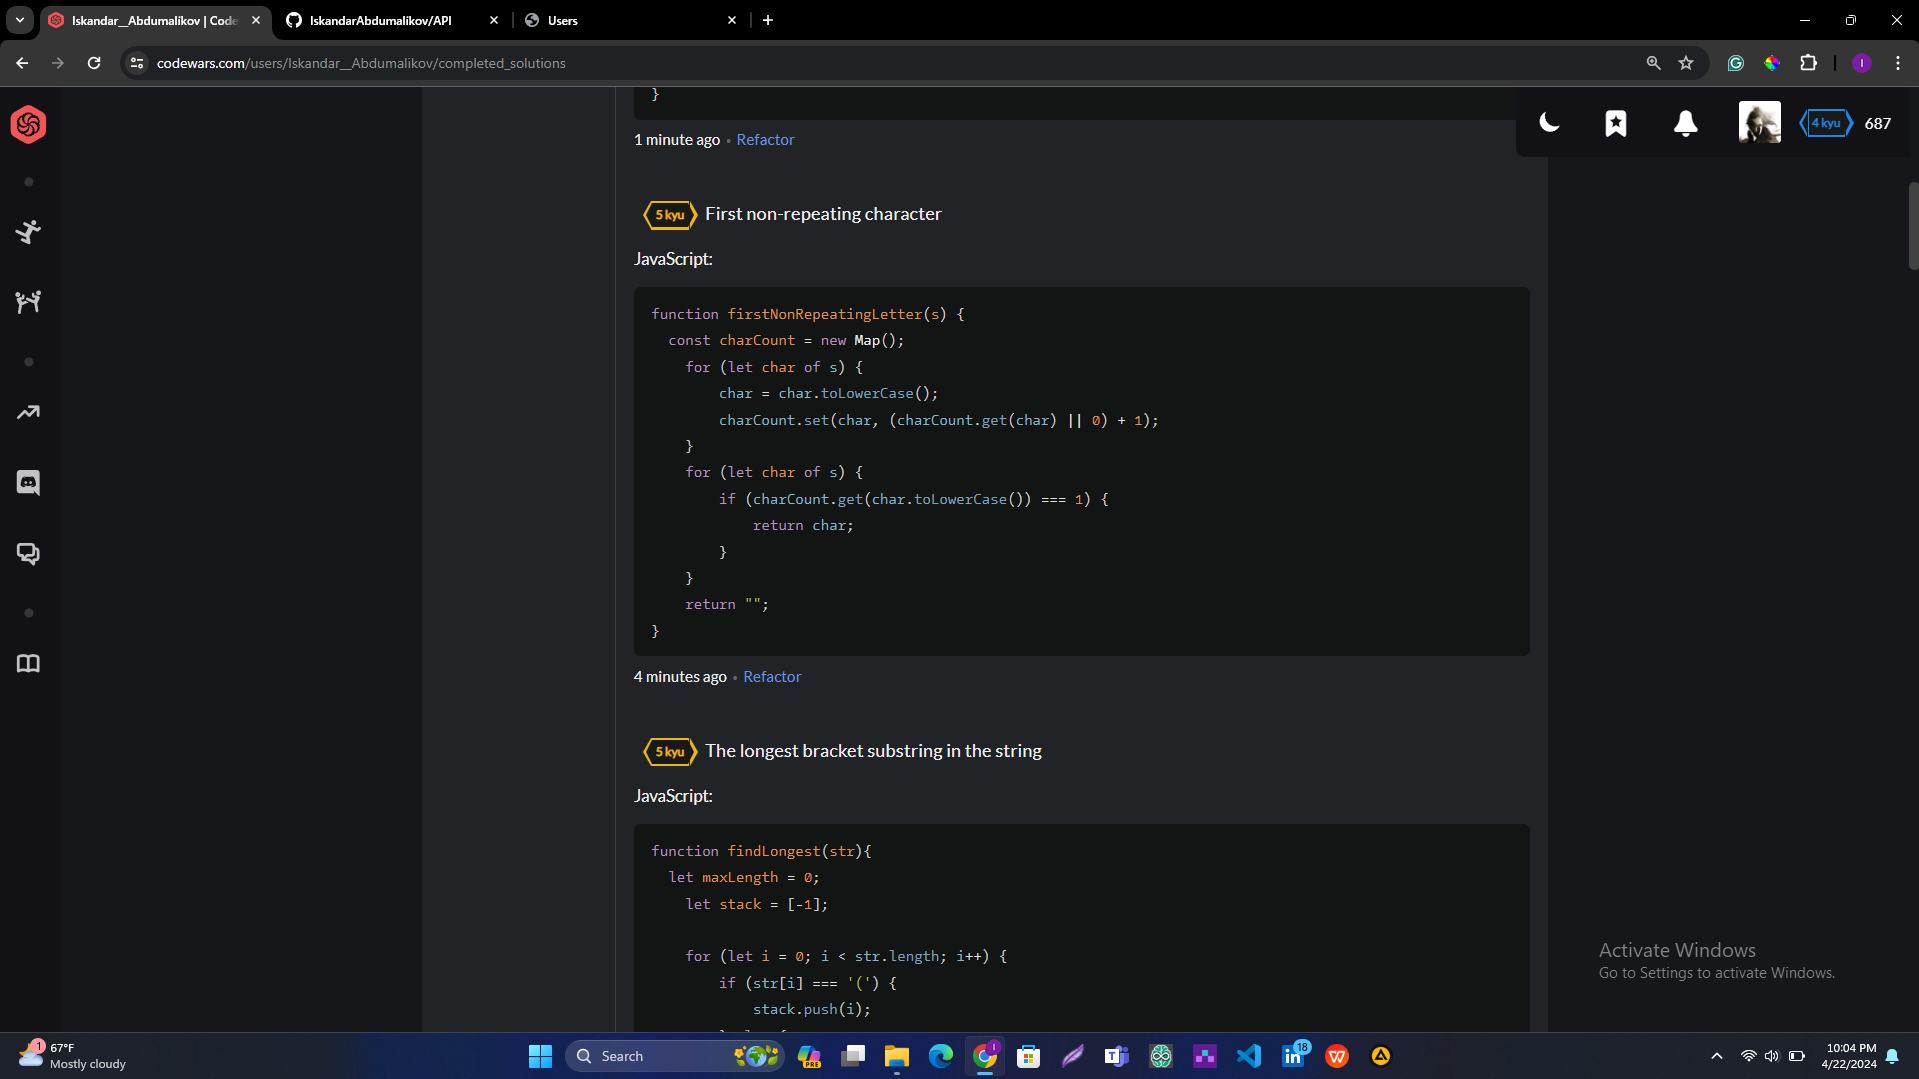 Iskandar__Abdumalikov | Code
IskandarAbdumalikov/API
Users
codewars.com/users/Iskandar__Abdumalikov/completed_solutions
I
}
4 kyu
687
1 minute ago • Refactor
5 kyu First non-repeating character
JavaScript:
function firstNonRepeatingLetter(s) {
  const charCount = new Map();
    for (let char of s) {
        char = char.toLowerCase();
        charCount.set(char, (charCount.get(char) || 0) + 1);
    }
    for (let char of s) {
        if (charCount.get(char.toLowerCase()) === 1) {
            return char;
        }
    }
    return "";
}
4 minutes ago • Refactor
5 kyu The longest bracket substring in the string
JavaScript:
function findLongest(str){
  let maxLength = 0;
    let stack = [-1];
    for (let i = 0; i < str.length; i++) {
        if (str[i] === '(') {
            stack.push(i);
Activate Windows
Go to Settings to activate Windows.
1
67°F
Mostly cloudy
Search
PRE
I
T
18
in
W
10:04 PM
4/22/2024